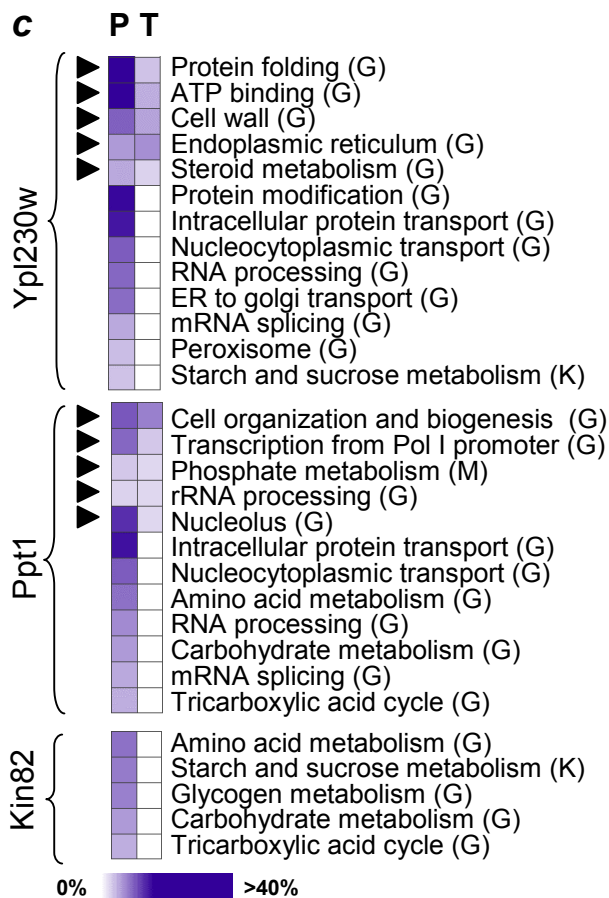 c P T
Ypl230w
Protein folding (G)
ATP binding (G)
Cell wall (G)
Endoplasmic reticulum (G)
Steroid metabolism (G)
Protein modification (G)
Intracellular protein transport (G)
Nucleocytoplasmic transport (G)
RNA processing (G)
ER to golgi transport (G)
mRNA splicing (G)
Peroxisome (G)
Starch and sucrose metabolism (K)
Ppt1
Cell organization and biogenesis (G)
Transcription from Pol I promoter (G)
Phosphate metabolism (M)
rRNA processing (G)
Nucleolus (G)
Intracellular protein transport (G)
Nucleocytoplasmic transport (G)
Amino acid metabolism (G)
RNA processing (G)
Carbohydrate metabolism (G)
mRNA splicing (G)
Tricarboxylic acid cycle (G)
Kin82
Amino acid metabolism (G)
Starch and sucrose metabolism (K)
Glycogen metabolism (G)
Carbohydrate metabolism (G)
Tricarboxylic acid cycle (G)
0% >40%